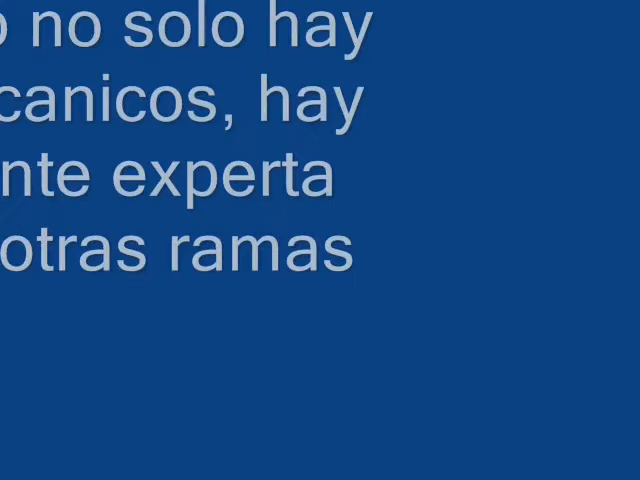 o no solo hay
canicos, hay
nte experta
otras ramas